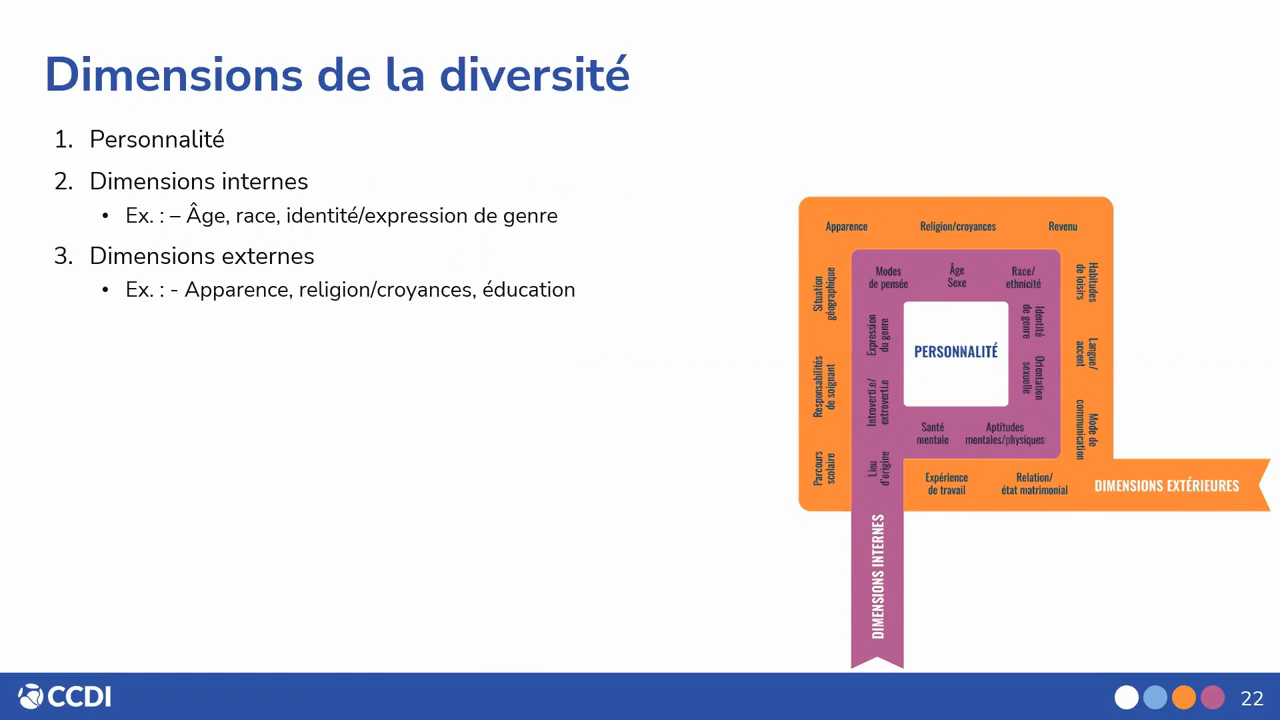 Dimensions de la diversité
1. Personnalité
2. Dimensions internes
• Ex. : – Âge, race, identité/expression de genre
3. Dimensions externes
• Ex. : - Apparence, religion/croyances, éducation
Apparence
Religion/croyances
Revenu
Situation
géographique
Responsabilités
de soignant
Parcours
scolaire
Habitudes
de loisirs
Langue/
accent
Mode de
communication
Expérience
de travail
Relation/
état matrimonial
DIMENSIONS EXTÉRIEURES
Modes
de pensée
Âge
Sexe
Race/
ethnicité
Expression
du genre
Introverti.e/
extroverti.e
Lieu
d'origine
Identité
de genre
Orientation
sexuelle
Santé
mentale
Aptitudes
mentales/physiques
DIMENSIONS INTERNES
PERSONNALITÉ
CCDI
22